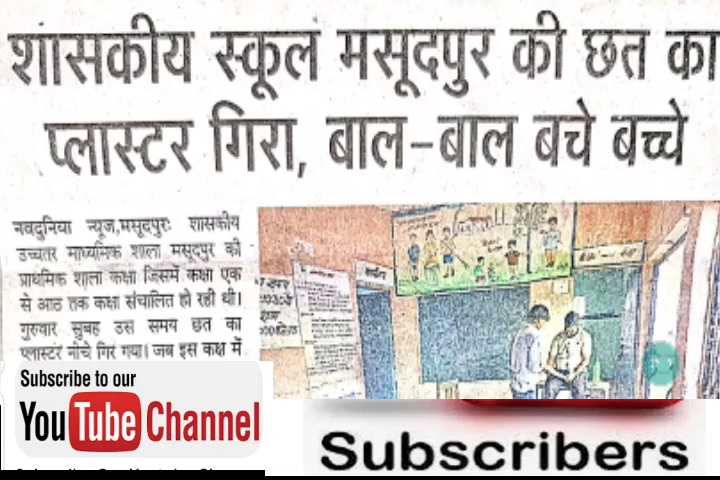 शासकीय स्कूल मसूदपुर की छत का
प्लास्टर गिरा, बाल-बाल बचे बच्चे
नवदुनिया न्यूज,मसूदपुरः शासकीय
उच्चतर माध्यमिक शाला मसूदपुर की
प्राथमिक शाला कक्षा जिसमें कक्षा एक
से आठ तक कक्षा संचालित हो रही थी।
गुरुवार सुबह उस समय छत का
प्लास्टर नीचे गिर गया। जब इस कक्ष में
Subscribe to our
YouTube Channel
Subscribers